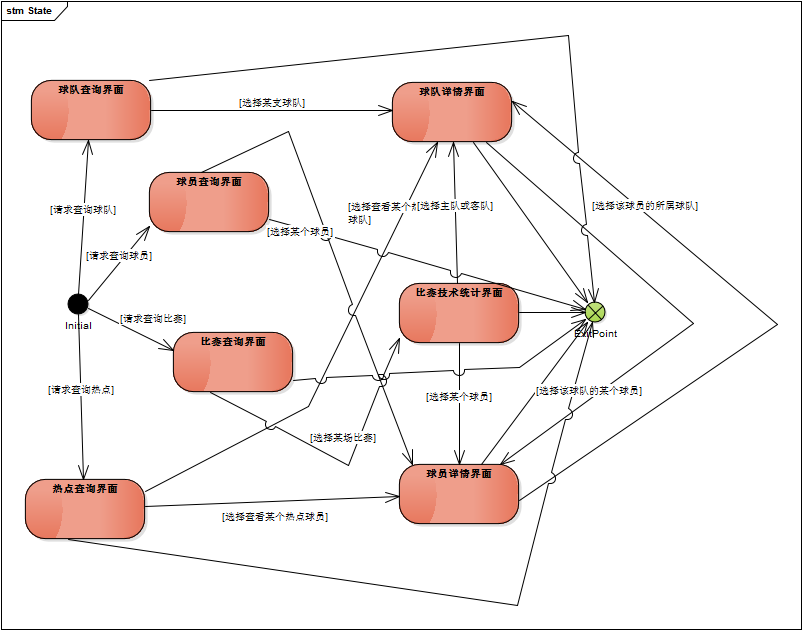 stm State
球队查询界面
球队详情界面
[选择某支球队]
球员查询界面
[请求查询球队]
[选择查看某个
球队]
[选择主队或客队]
[选择该球员的所属球队]
[选择某个球员]
[请求查询球员]
比赛技术统计界面
Initial
[请求查询比赛]
ExitPoint
比赛查询界面
[请求查询热点]
[选择某个球员]
[选择该球队的某个球员]
[选择某场比赛]
热点查询界面
球员详情界面
[选择查看某个热点球员]